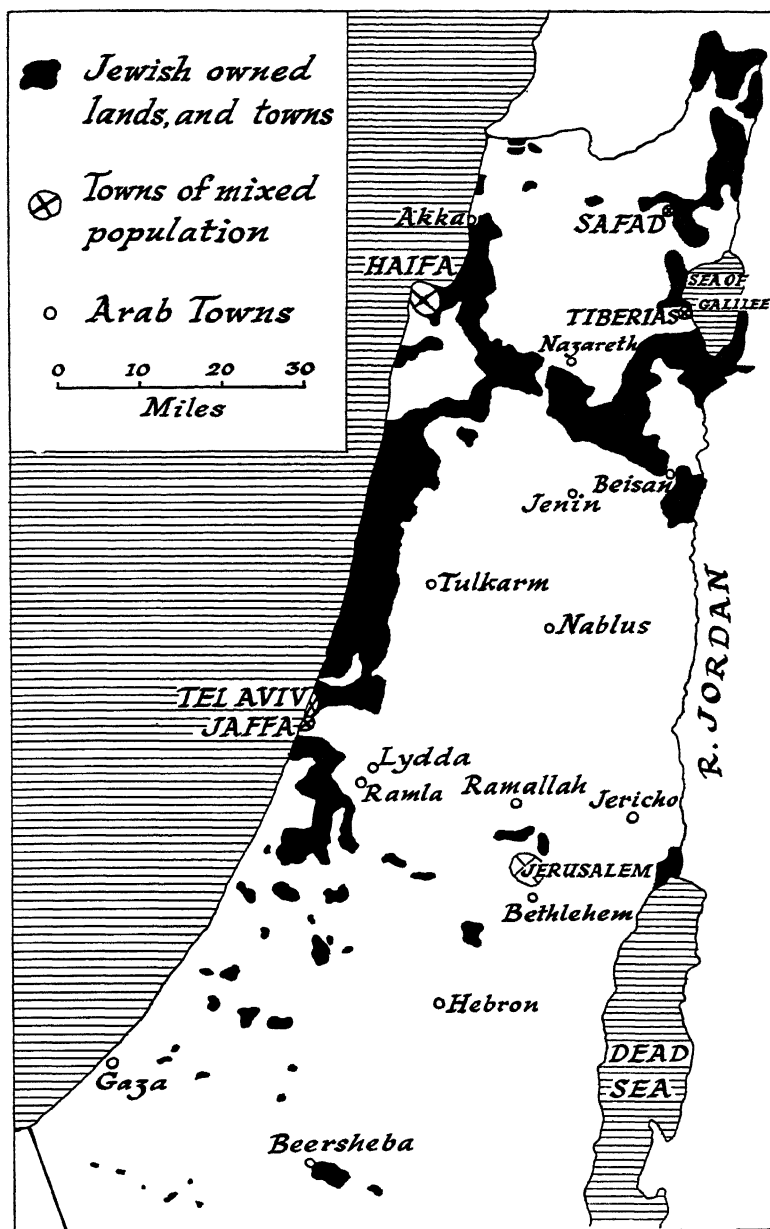 Jewish owned
lands, and towns
Towns of mixed
population
Arab Towns
0 10 20 30
Miles
Akka
SAFAD
HAIFA
SEA OF
GALILEE
TIBERIAS
Nazareth
Beisan
Jenin
Tulkarm
Nablus
R. JORDAN
TEL AVIV
JAFFA
Lydda
Ramla
Ramallah
Jericho
JERUSALEM
Bethlehem
Hebron
DEAD
SEA
Gaza
Beersheba